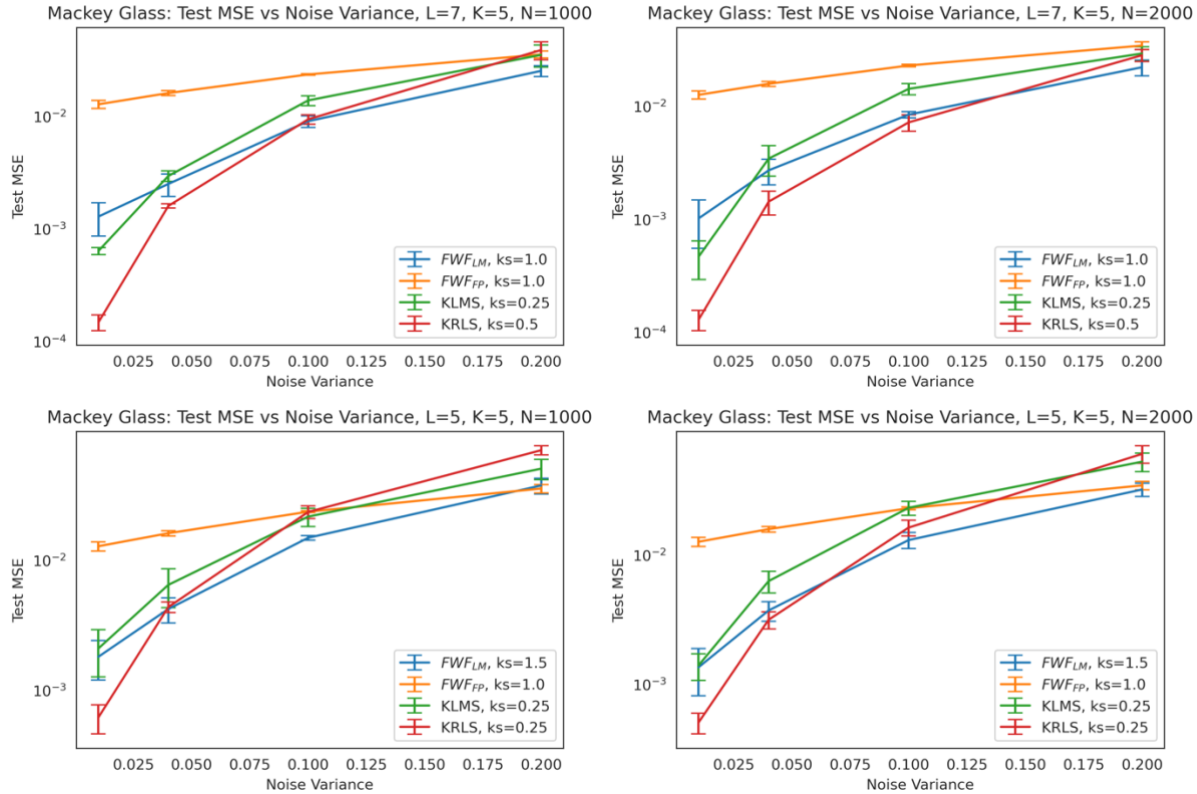 Mackey Glass: Test MSE vs Noise Variance, L=7, K=5, N=1000
Test MSE
10⁻²
10⁻³
10⁻⁴
FWF_LM, ks=1.0
FWF_FP, ks=1.0
KLMS, ks=0.25
KRLS, ks=0.5
0.025 0.050 0.075 0.100 0.125 0.150 0.175 0.200
Noise Variance
Mackey Glass: Test MSE vs Noise Variance, L=7, K=5, N=2000
Test MSE
10⁻²
10⁻³
10⁻⁴
FWF_LM, ks=1.0
FWF_FP, ks=1.0
KLMS, ks=0.25
KRLS, ks=0.5
0.025 0.050 0.075 0.100 0.125 0.150 0.175 0.200
Noise Variance
Mackey Glass: Test MSE vs Noise Variance, L=5, K=5, N=1000
Test MSE
10⁻²
10⁻³
FWF_LM, ks=1.5
FWF_FP, ks=1.0
KLMS, ks=0.25
KRLS, ks=0.25
0.025 0.050 0.075 0.100 0.125 0.150 0.175 0.200
Noise Variance
Mackey Glass: Test MSE vs Noise Variance, L=5, K=5, N=2000
Test MSE
10⁻²
10⁻³
FWF_LM, ks=1.5
FWF_FP, ks=1.0
KLMS, ks=0.25
KRLS, ks=0.25
0.025 0.050 0.075 0.100 0.125 0.150 0.175 0.200
Noise Variance